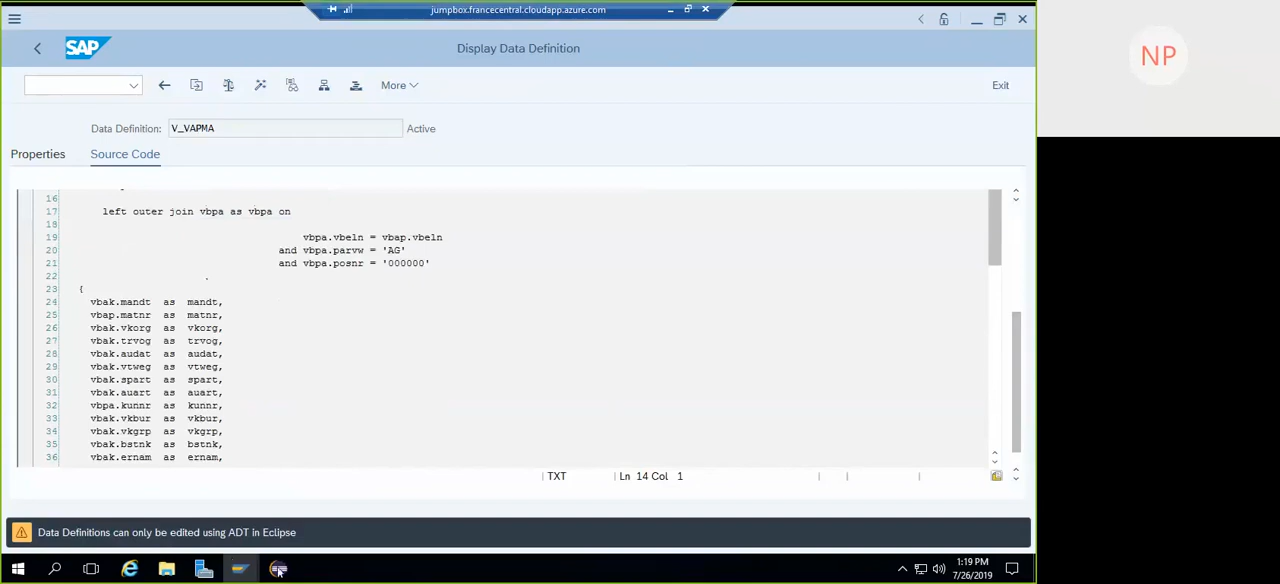 jumpbox.francecentral.cloudapp.azure.com
SAP
Display Data Definition
NP
More
Exit
Data Definition: V_VAPMA Active
Properties Source Code
16
17 left outer join vbpa as vbpa on
18
19 vbpa.vbeln = vbap.vbeln
20 and vbpa.parvw = 'AG'
21 and vbpa.posnr = '000000'
22
23 {
24 vbak.mandt as mandt,
25 vbap.matnr as matnr,
26 vbak.vkorg as vkorg,
27 vbak.trvog as trvog,
28 vbak.audat as audat,
29 vbak.vtweg as vtweg,
30 vbak.spart as spart,
31 vbak.auart as auart,
32 vbpa.kunnr as kunnr,
33 vbak.vkbur as vkbur,
34 vbak.vkgrp as vkgrp,
35 vbak.bstnk as bstnk,
36 vbak.ernam as ernam,
TXT Ln 14 Col 1
Data Definitions can only be edited using ADT in Eclipse
1:19 PM
7/26/2019